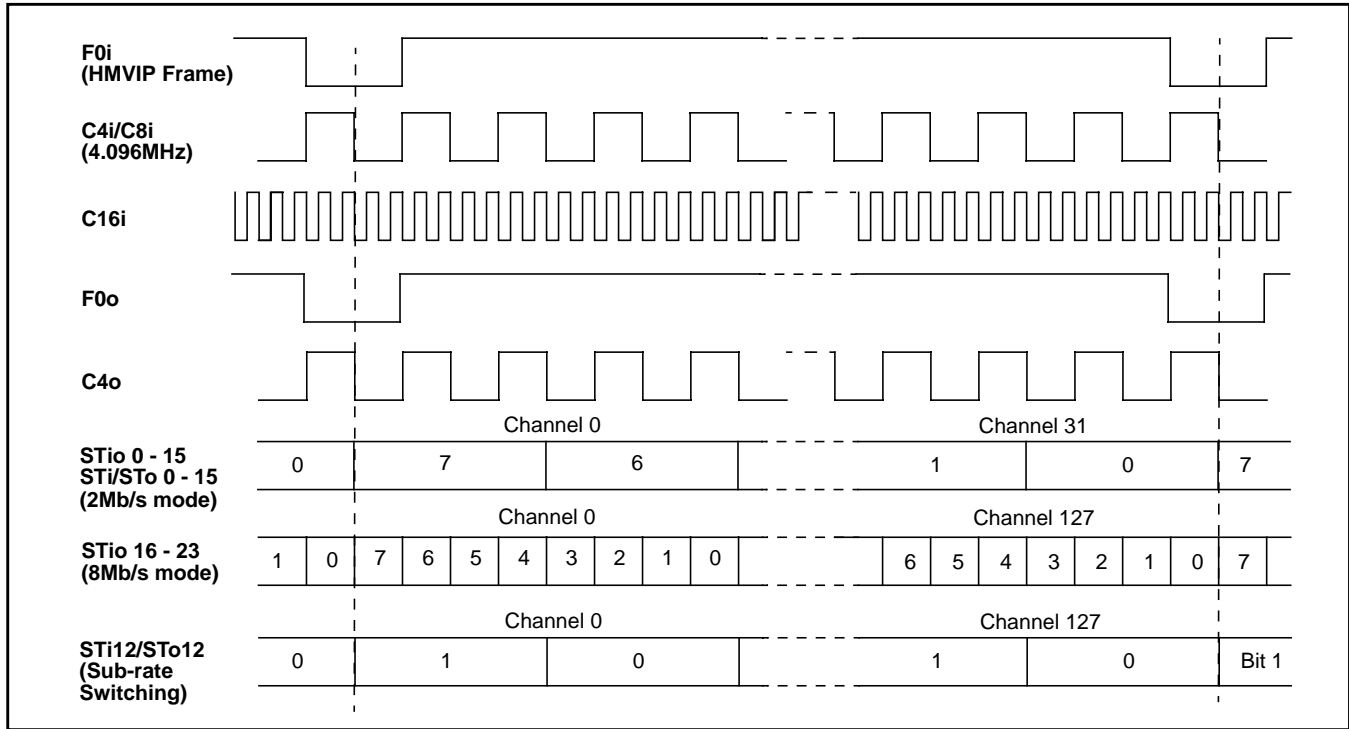 F0i
(HMVIP Frame)
C4i/C8i
(4.096MHz)
C16i
F0o
C4o
Channel 0 Channel 31
STio 0 - 15
STi/STo 0 - 15
(2Mb/s mode)
0 7 6 1 0 7
Channel 0 Channel 127
STio 16 - 23
(8Mb/s mode)
1 0 7 6 5 4 3 2 1 0 6 5 4 3 2 1 0 7
Channel 0 Channel 127
STi12/STo12
(Sub-rate
Switching)
0 1 0 1 0 Bit 1